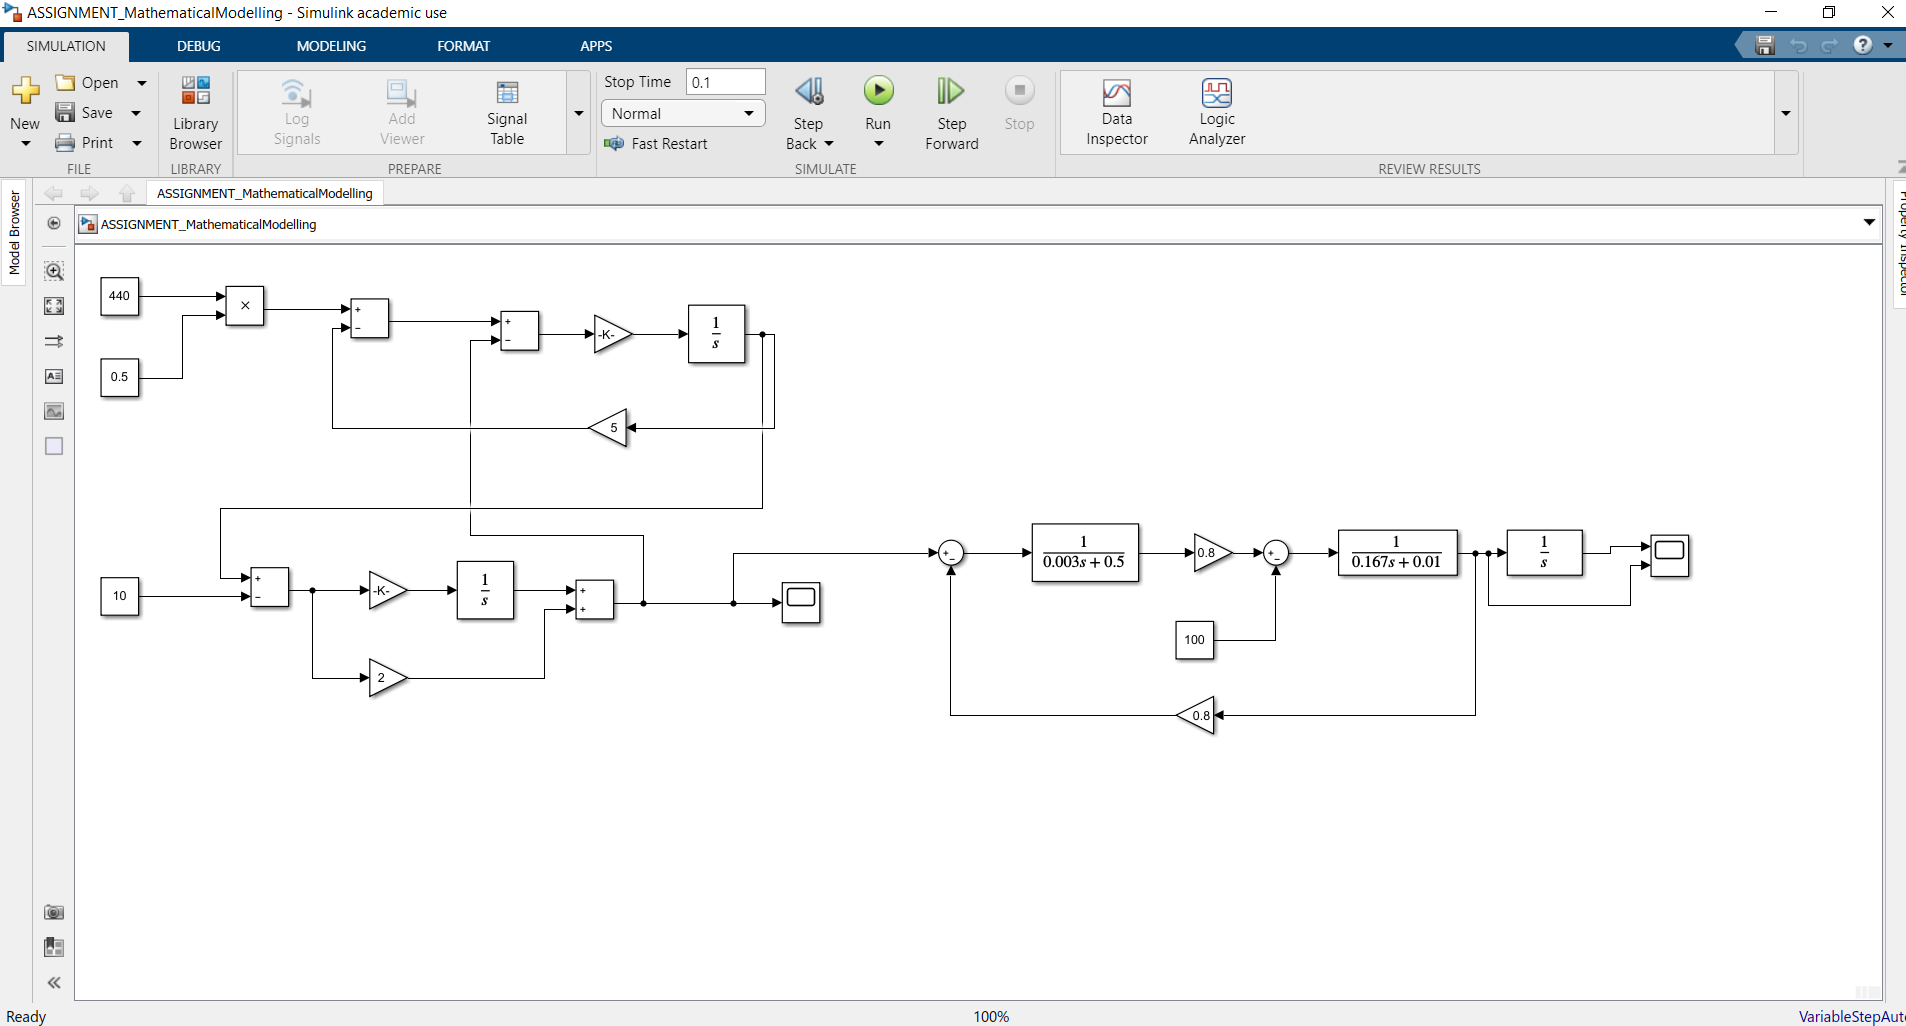 ASSIGNMENT_MathematicalModelling - Simulink academic use
SIMULATION DEBUG MODELING FORMAT APPS
New
Open
Save
Print
FILE
Library Browser
LIBRARY
Log Signals
Add Viewer
Signal Table
PREPARE
Stop Time 0.1
Normal
Fast Restart
Step Back
Run
Step Forward
Stop
SIMULATE
Data Inspector
Logic Analyzer
REVIEW RESULTS
Model Browser
ASSIGNMENT_MathematicalModelling
ASSIGNMENT_MathematicalModelling
Property Inspector
440
×
+
−
+
−
-K-
1
s
0.5
5
10
+
−
-K-
1
s
+
+
2
+
−
1
0.003s + 0.5
0.8
+
−
1
0.167s + 0.01
1
s
100
0.8
Ready 100% VariableStepAut